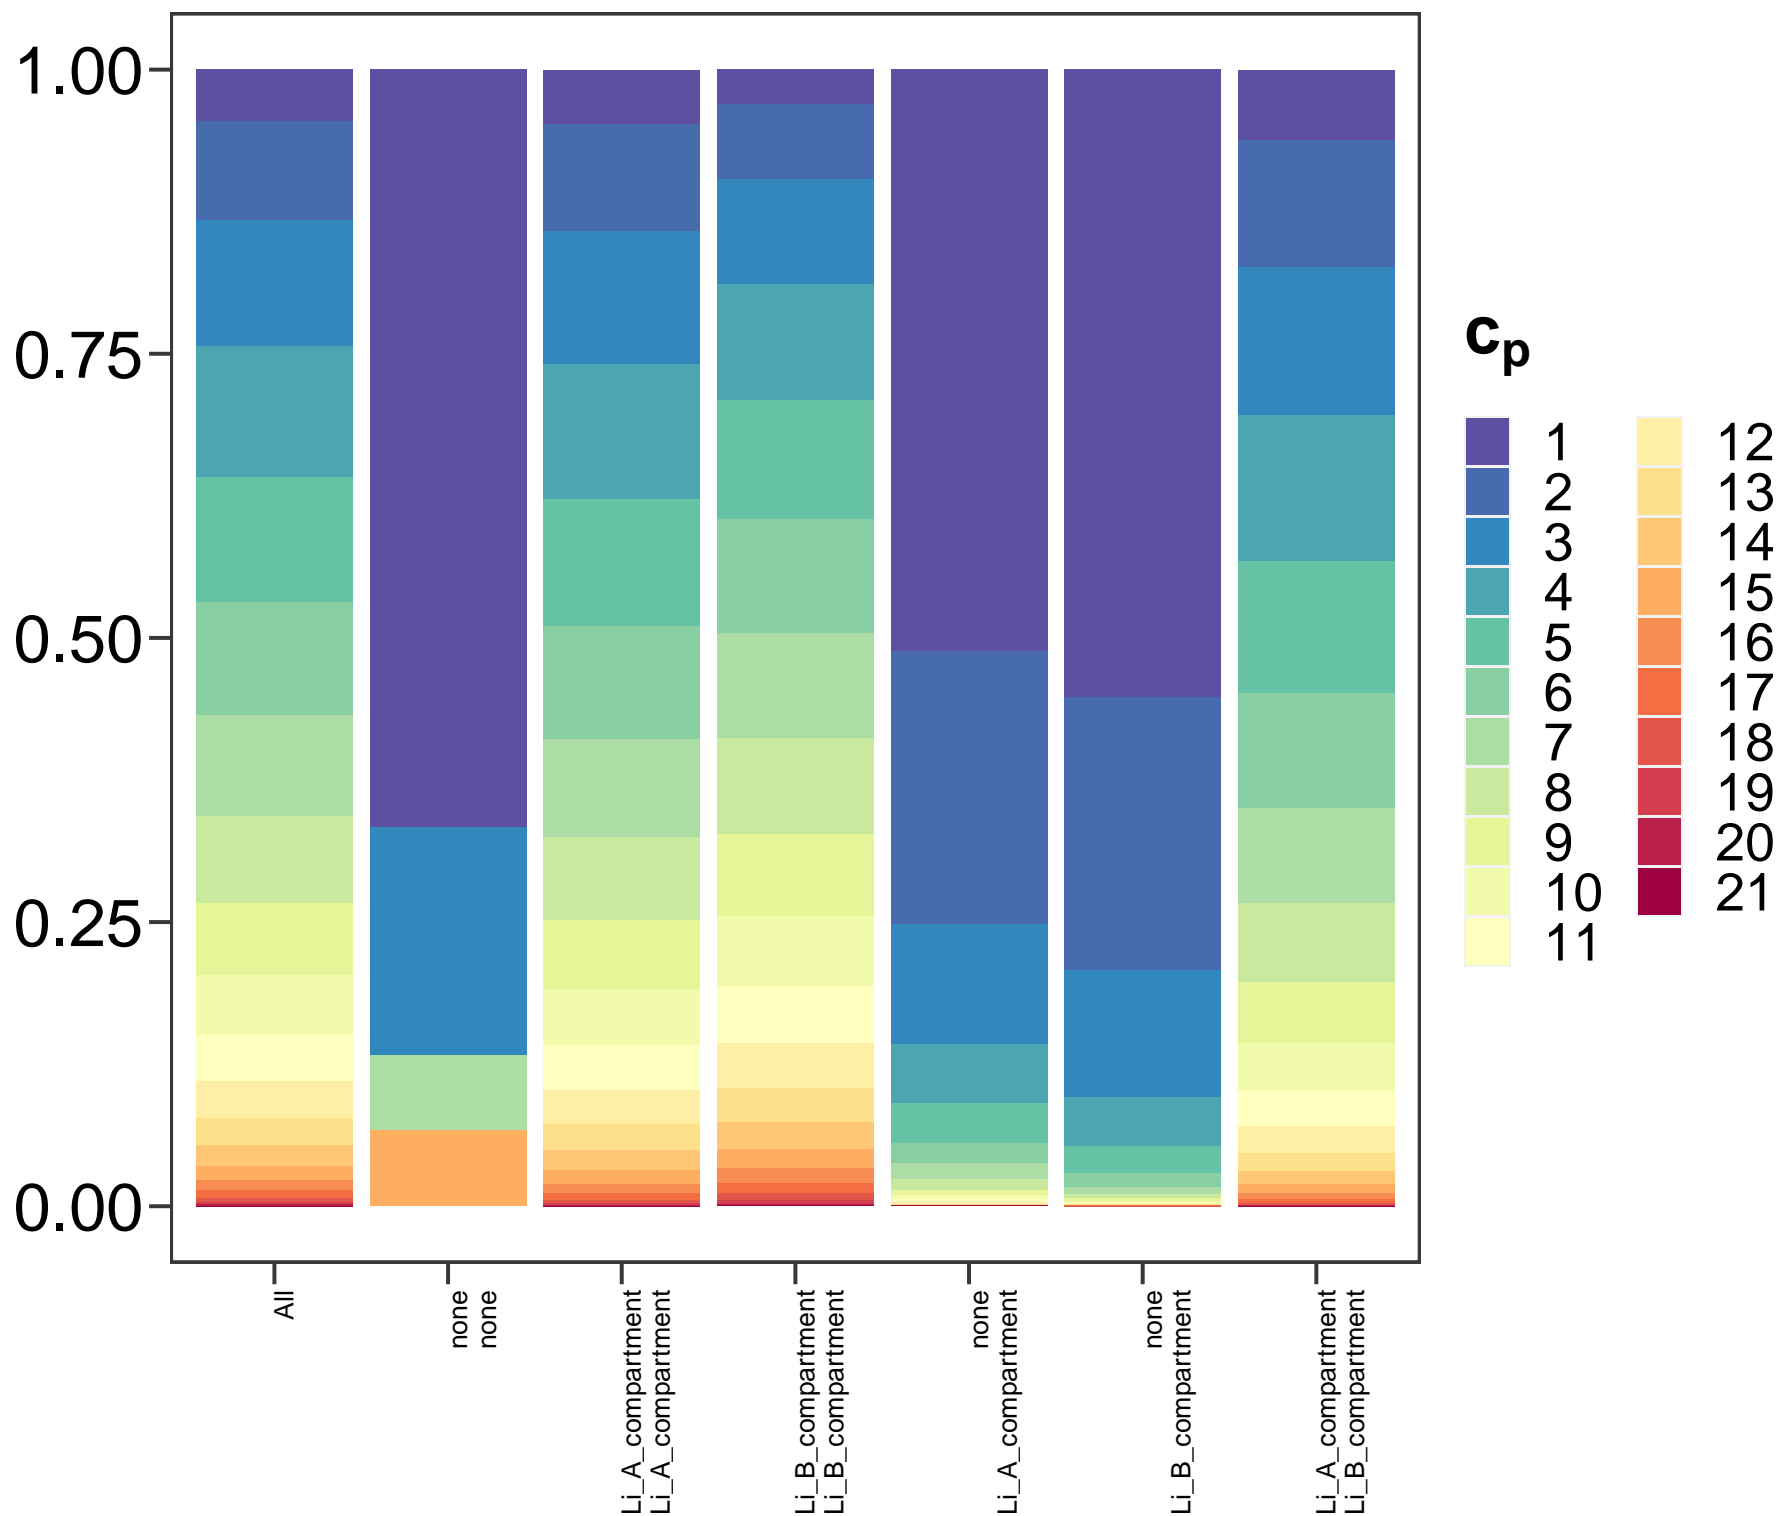 1.00
0.75
0.50
0.25
0.00
All
none
none
Li_A_compartment
Li_A_compartment
Li_B_compartment
Li_B_compartment
none
Li_A_compartment
none
Li_B_compartment
Li_A_compartment
Li_B_compartment
cp
1
2
3
4
5
6
7
8
9
10
11
12
13
14
15
16
17
18
19
20
21